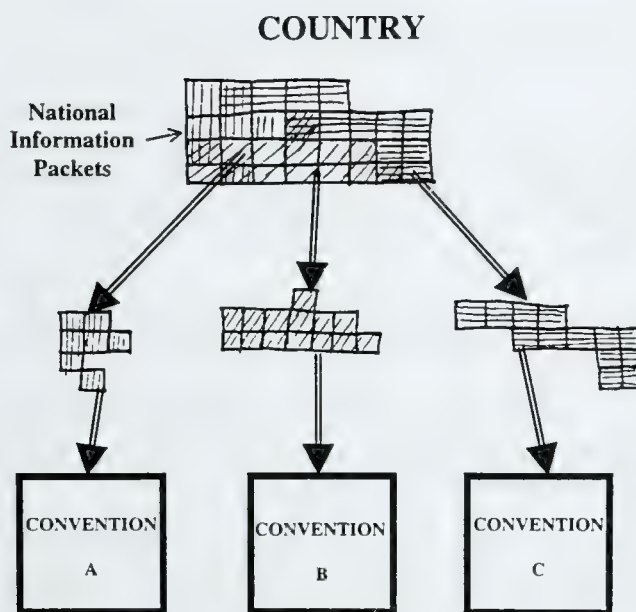 COUNTRY
National
Information
Packets
CONVENTION
A
CONVENTION
B
CONVENTION
C